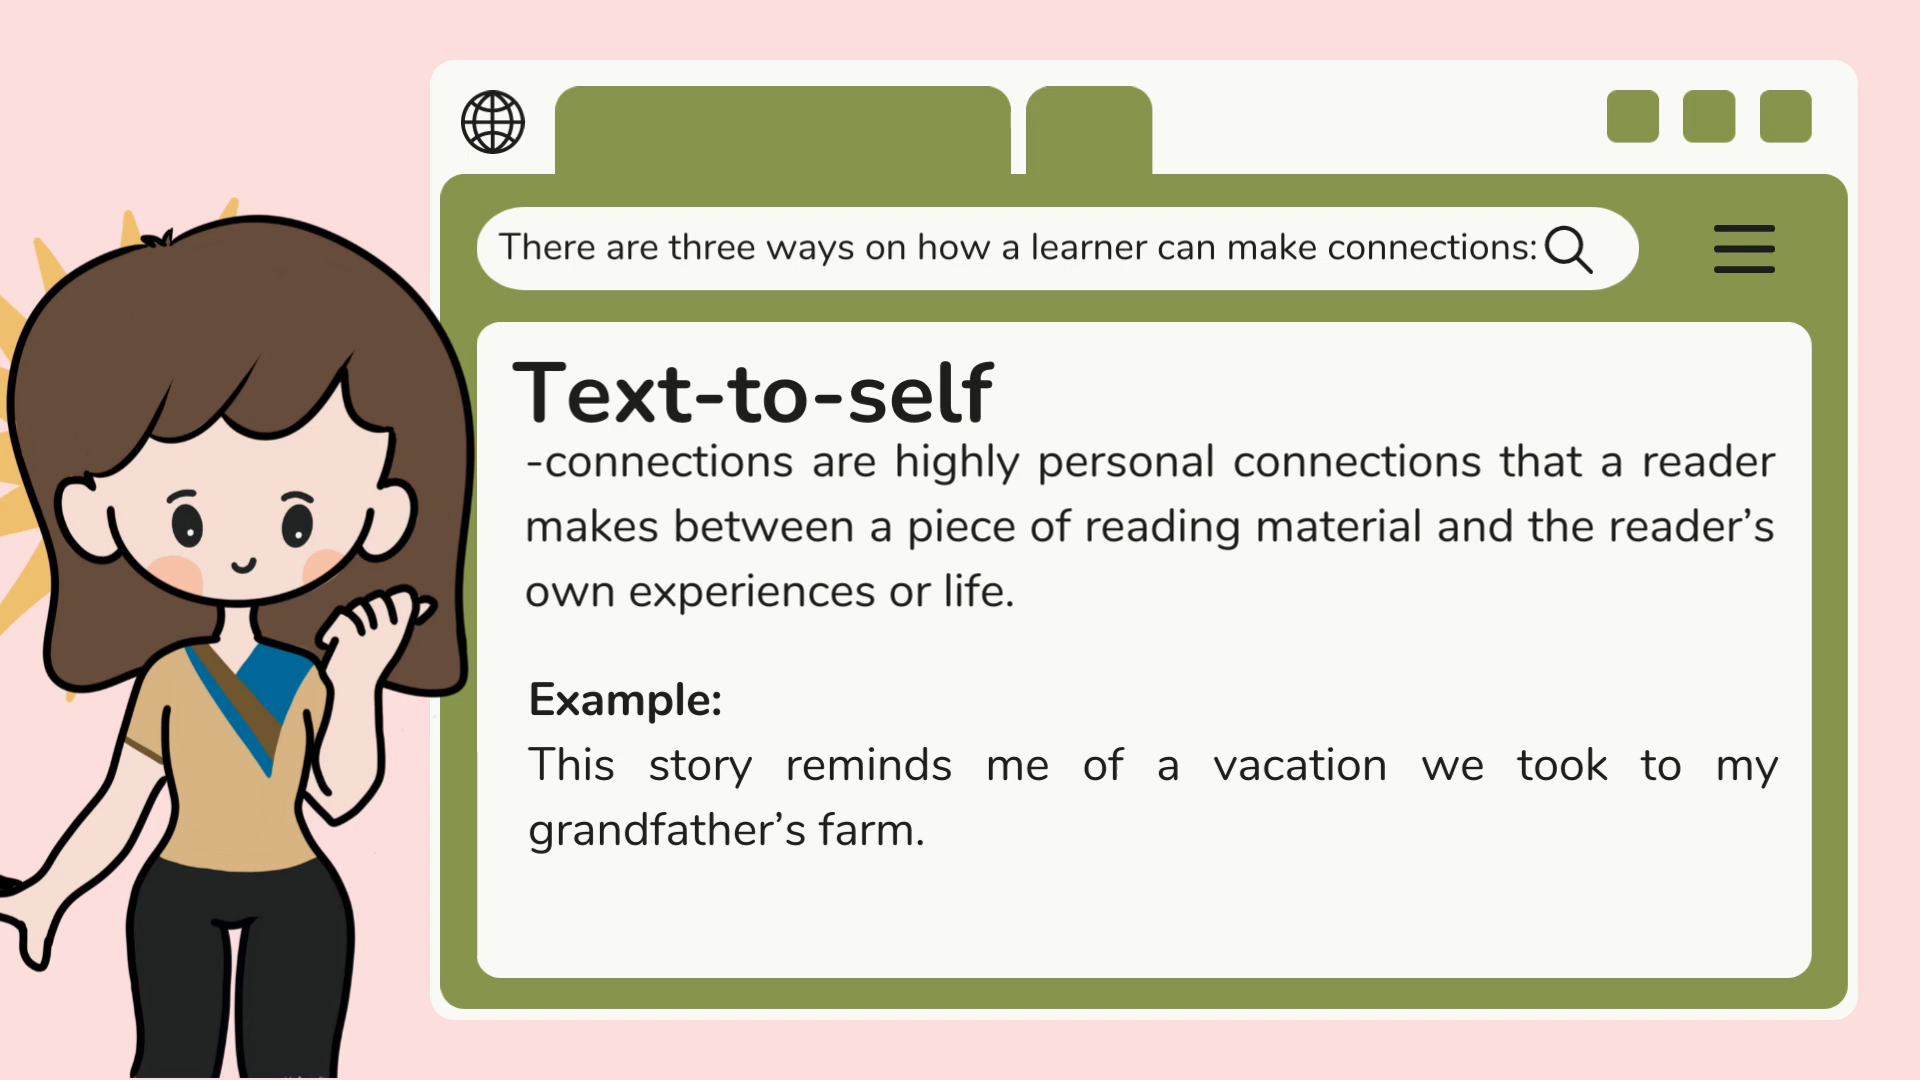 There are three ways on how a learner can make connections:
Text-to-self
-connections are highly personal connections that a reader
makes between a piece of reading material and the reader’s
own experiences or life.
Example:
This story reminds me of a vacation we took to my
grandfather’s farm.